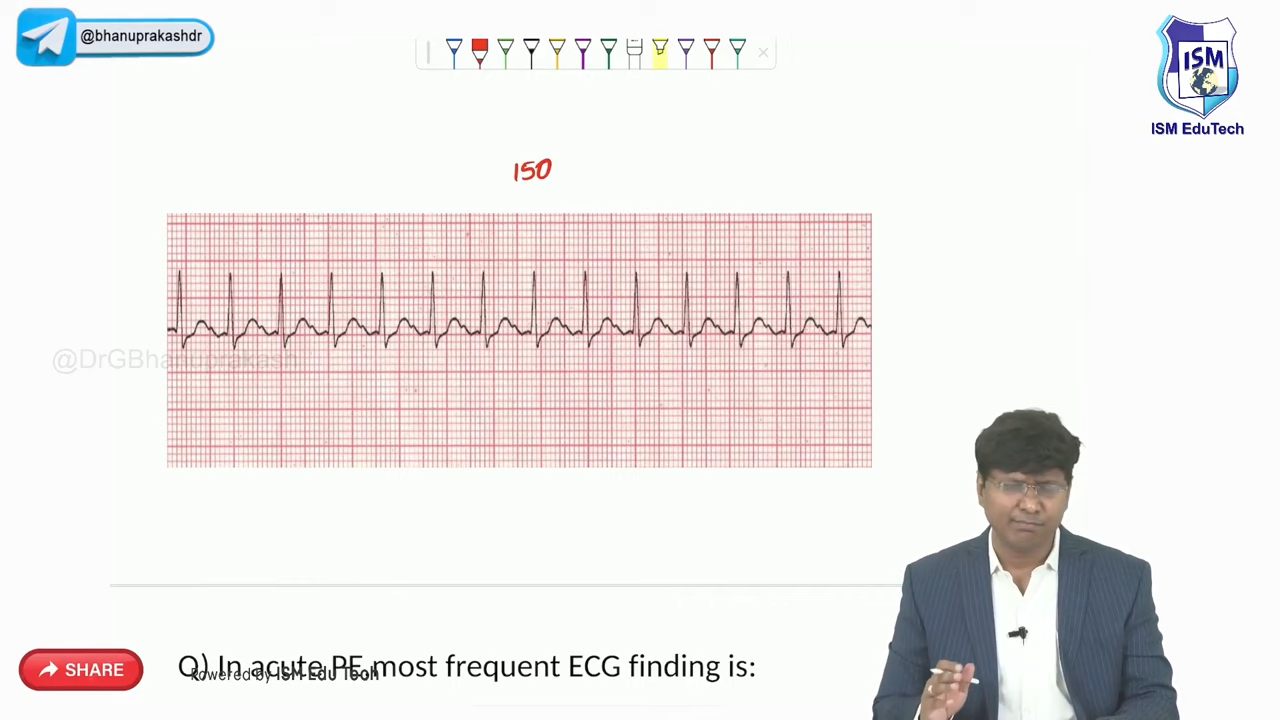 @bhanuprakashdr
ISM
ISM EduTech
150
@DrGBhanuprakash
SHARE
Q) In acute PE most frequent ECG finding is:
Powered by ISM Edu Tech